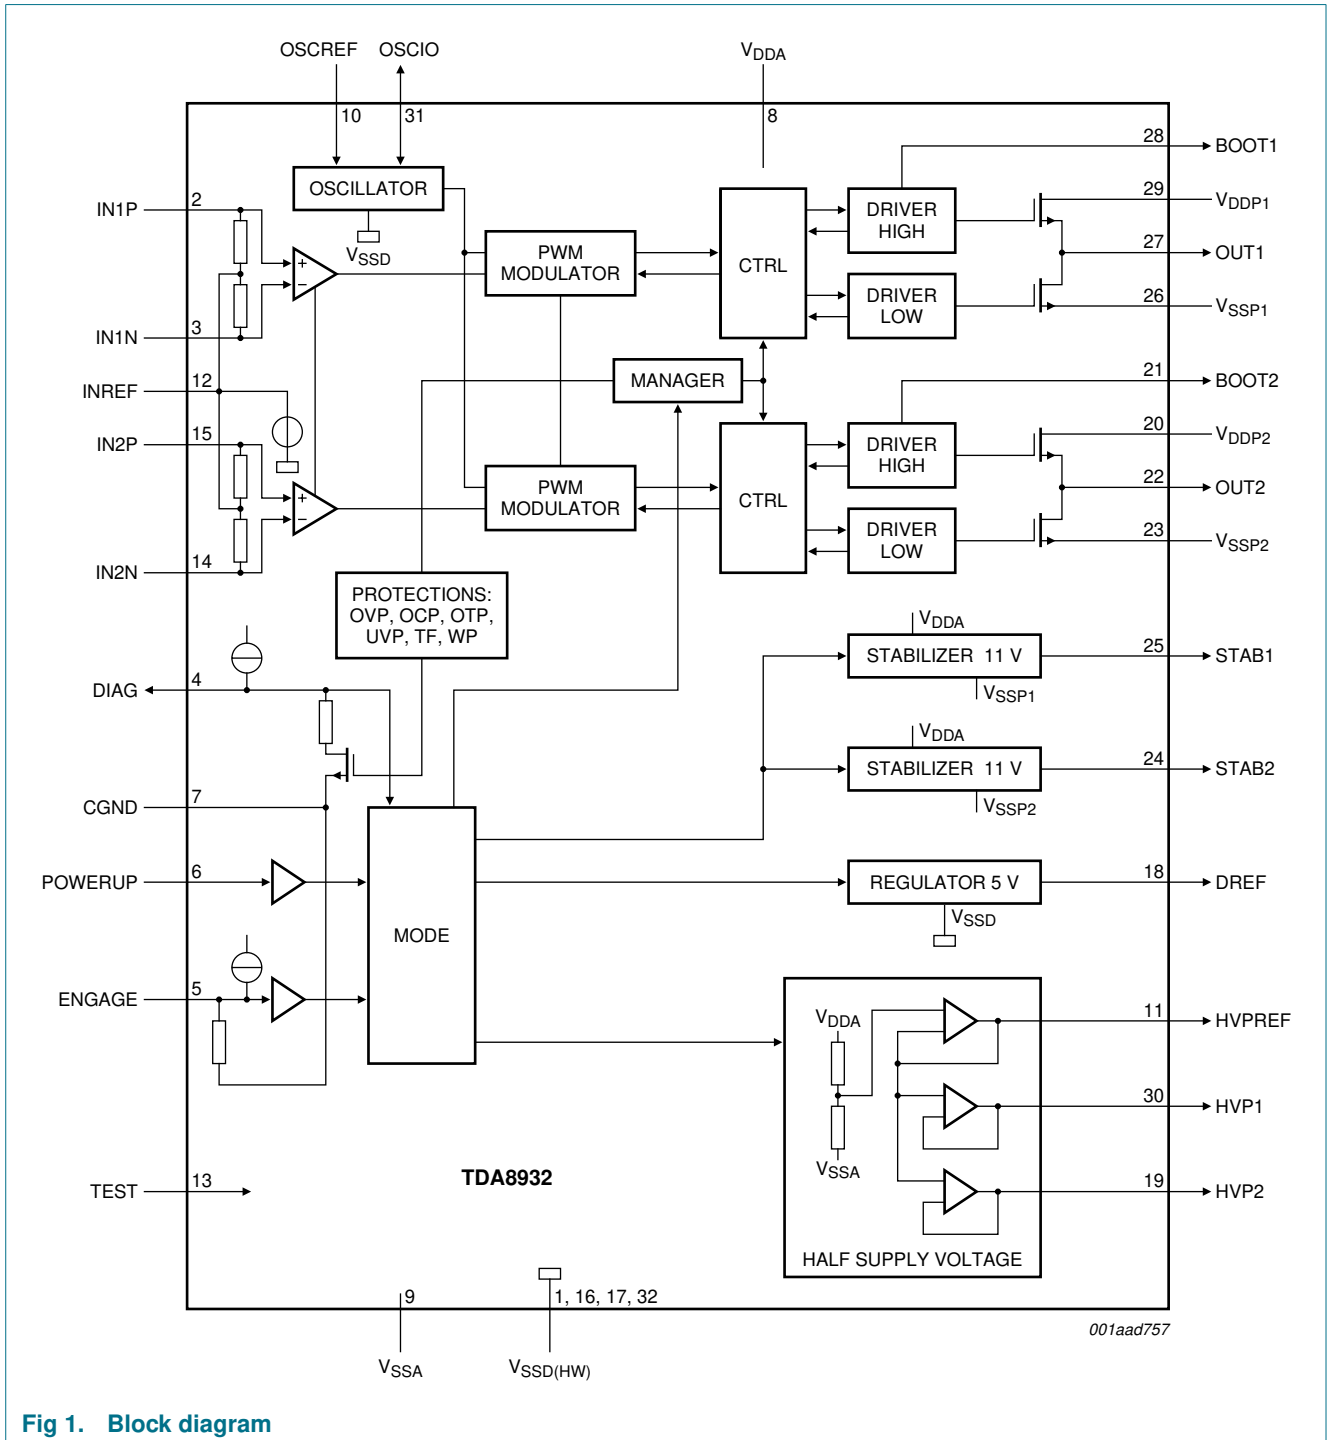 OSCREF OSCIO VDDA
10 31 8
28 BOOT1
OSCILLATOR
IN1P 2
DRIVER HIGH
29 VDDP1
VSSD
+
−
PWM
MODULATOR
CTRL
27 OUT1
DRIVER
LOW
26 VSSP1
IN1N 3
INREF 12
MANAGER
21 BOOT2
IN2P 15
DRIVER
HIGH
20 VDDP2
+
−
PWM
MODULATOR
CTRL
22 OUT2
DRIVER
LOW
23 VSSP2
IN2N 14
PROTECTIONS:
OVP, OCP, OTP,
UVP, TF, WP
VDDA
STABILIZER 11 V
25 STAB1
VSSP1
DIAG 4
VDDA
STABILIZER 11 V
24 STAB2
VSSP2
CGND 7
POWERUP 6
REGULATOR 5 V
18 DREF
VSSD
MODE
ENGAGE 5
VDDA
11 HVPREF
30 HVP1
VSSA
19 HVP2
HALF SUPPLY VOLTAGE
TEST 13
TDA8932
9 1, 16, 17, 32
001aad757
VSSA VSSD(HW)
Fig 1. Block diagram